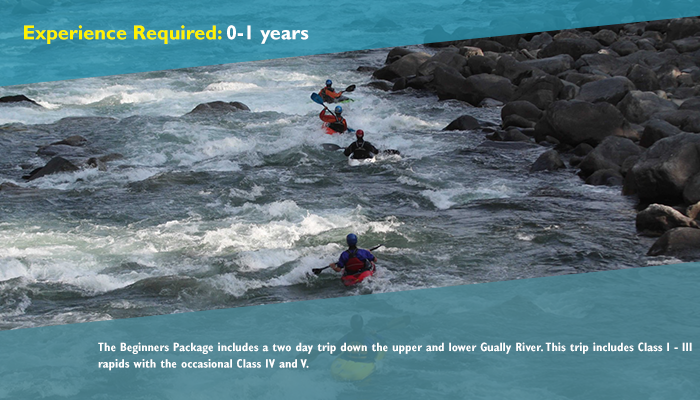 Experience Required: 0-1 years
The Beginners Package includes a two day trip down the upper and lower Gually River. This trip includes Class I - III
rapids with the occasional Class IV and V.